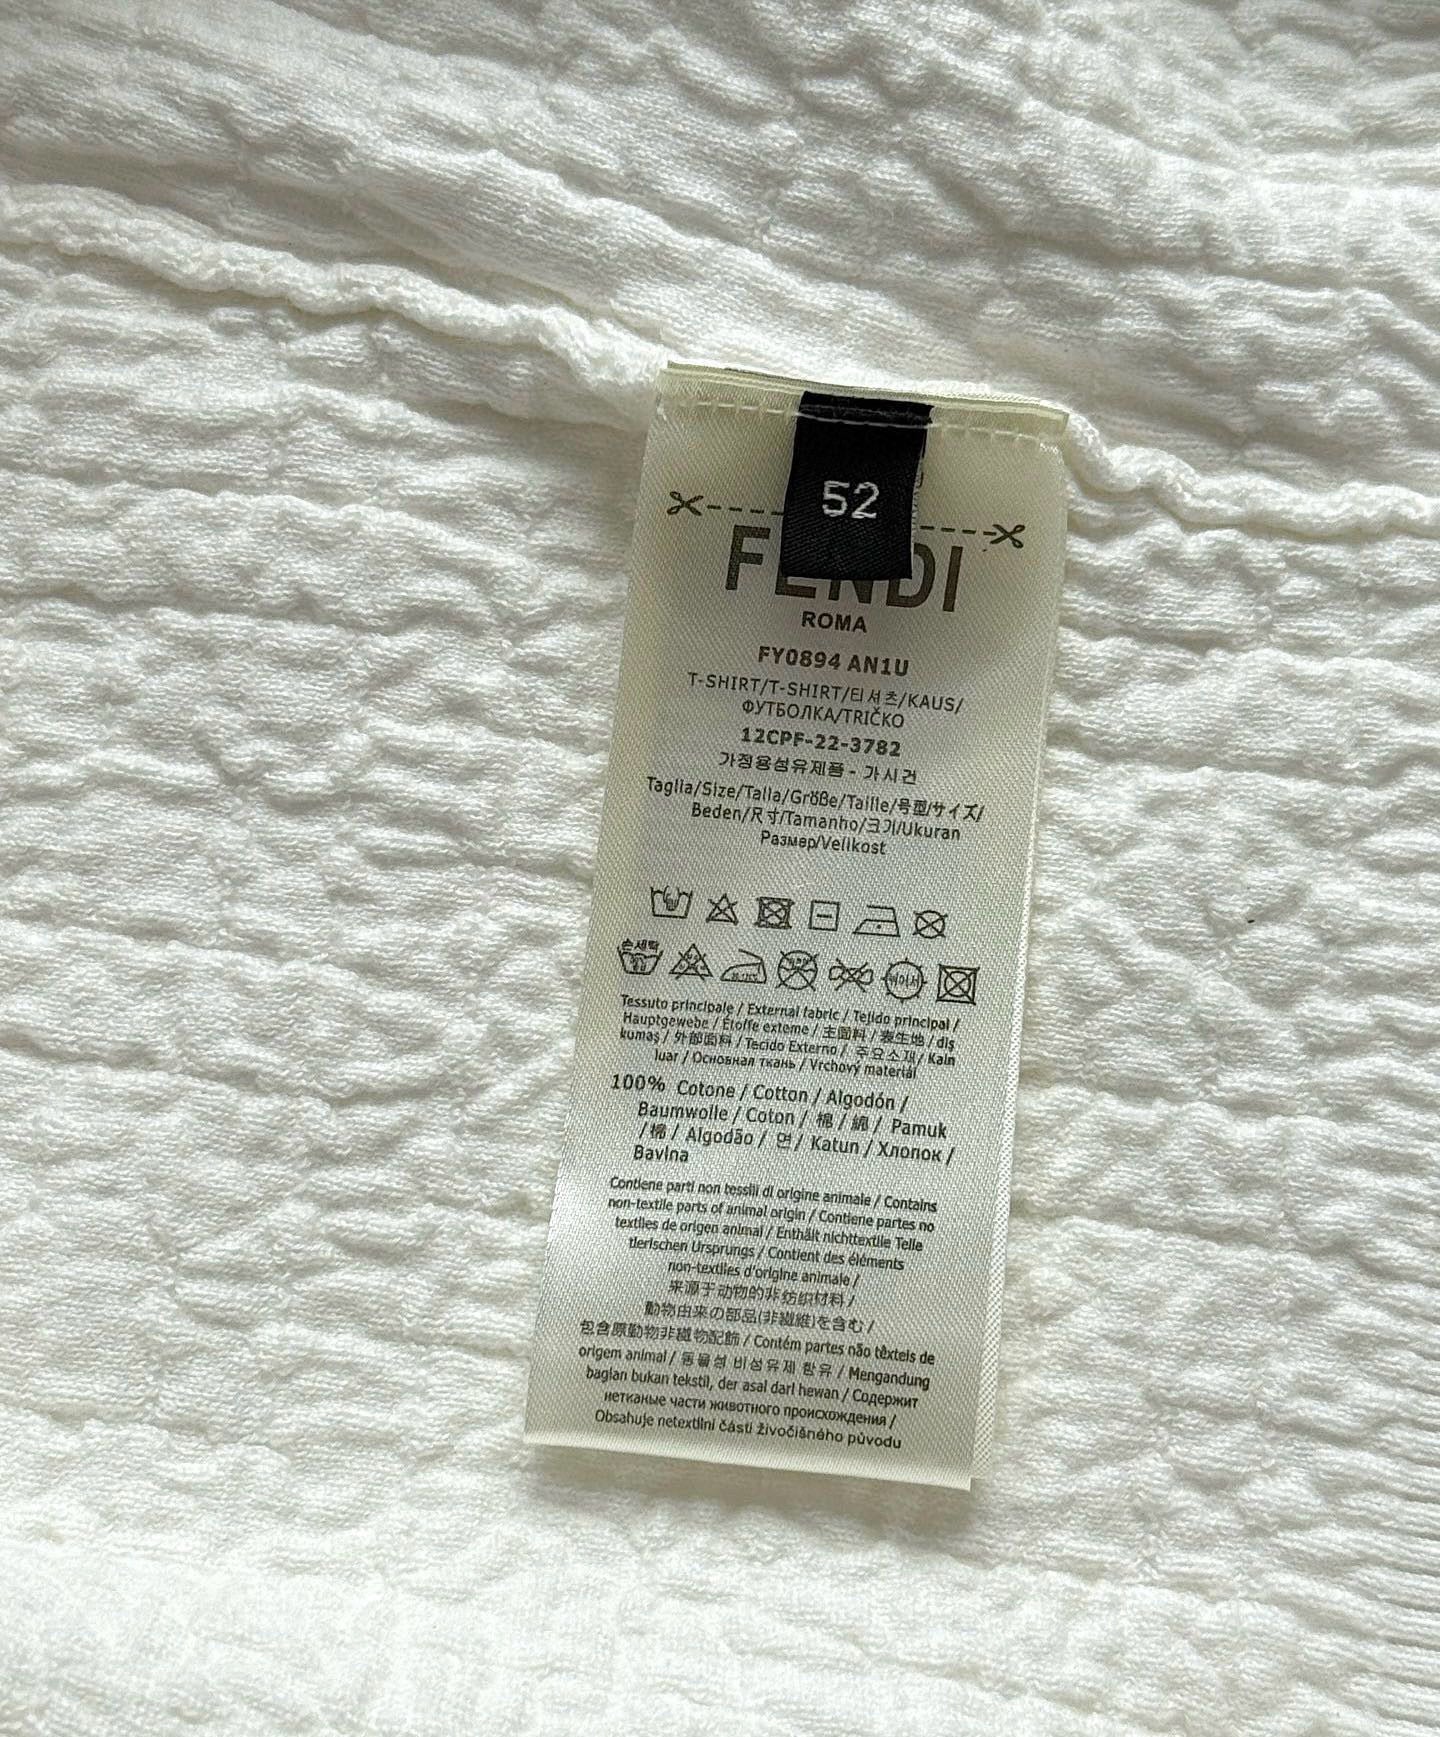 52
FENDI
ROMA
FY0894 AN1U
T-SHIRT/T-SHIRT/티셔츠/KAUS/
ФУТБОЛКА/TRIČKO
12CPF-22-3782
가정용섬유제품 - 가시건
Taglia/Size/Talla/Größe/Taille/号型/サイズ/
Beden/尺寸/Tamanho/크기/Ukuran
Размер/Velikost
손세탁
Tessuto principale / External fabric / Tejido principal /
Hauptgewebe / Étoffe externe / 主面料 / 表生地 / dış
kumaş / 外部面料 / Tecido Externo / 주요소재 / Kain
luar / Основная ткань / Vrchový materiál
100% Cotone / Cotton / Algodón /
Baumwolle / Coton / 棉 / 綿 / Pamuk
/ 棉 / Algodão / 면 / Katun / Хлопок /
Bavlna
Contiene parti non tessili di origine animale / Contains
non-textile parts of animal origin / Contiene partes no
textiles de origen animal / Enthält nichttextile Teile
tierischen Ursprungs / Contient des éléments
non-textiles d'origine animale /
来源于动物的非纺织材料 /
動物由来の部品(非繊維)を含む /
包含原動物非織物配飾 / Contém partes não têxteis de
origem animal / 동물성 비섬유제 함유 / Mengandung
bagian bukan tekstil, der asal dari hewan / Содержит
нетканые части животного происхождения /
Obsahuje netextilní části živočišného původu